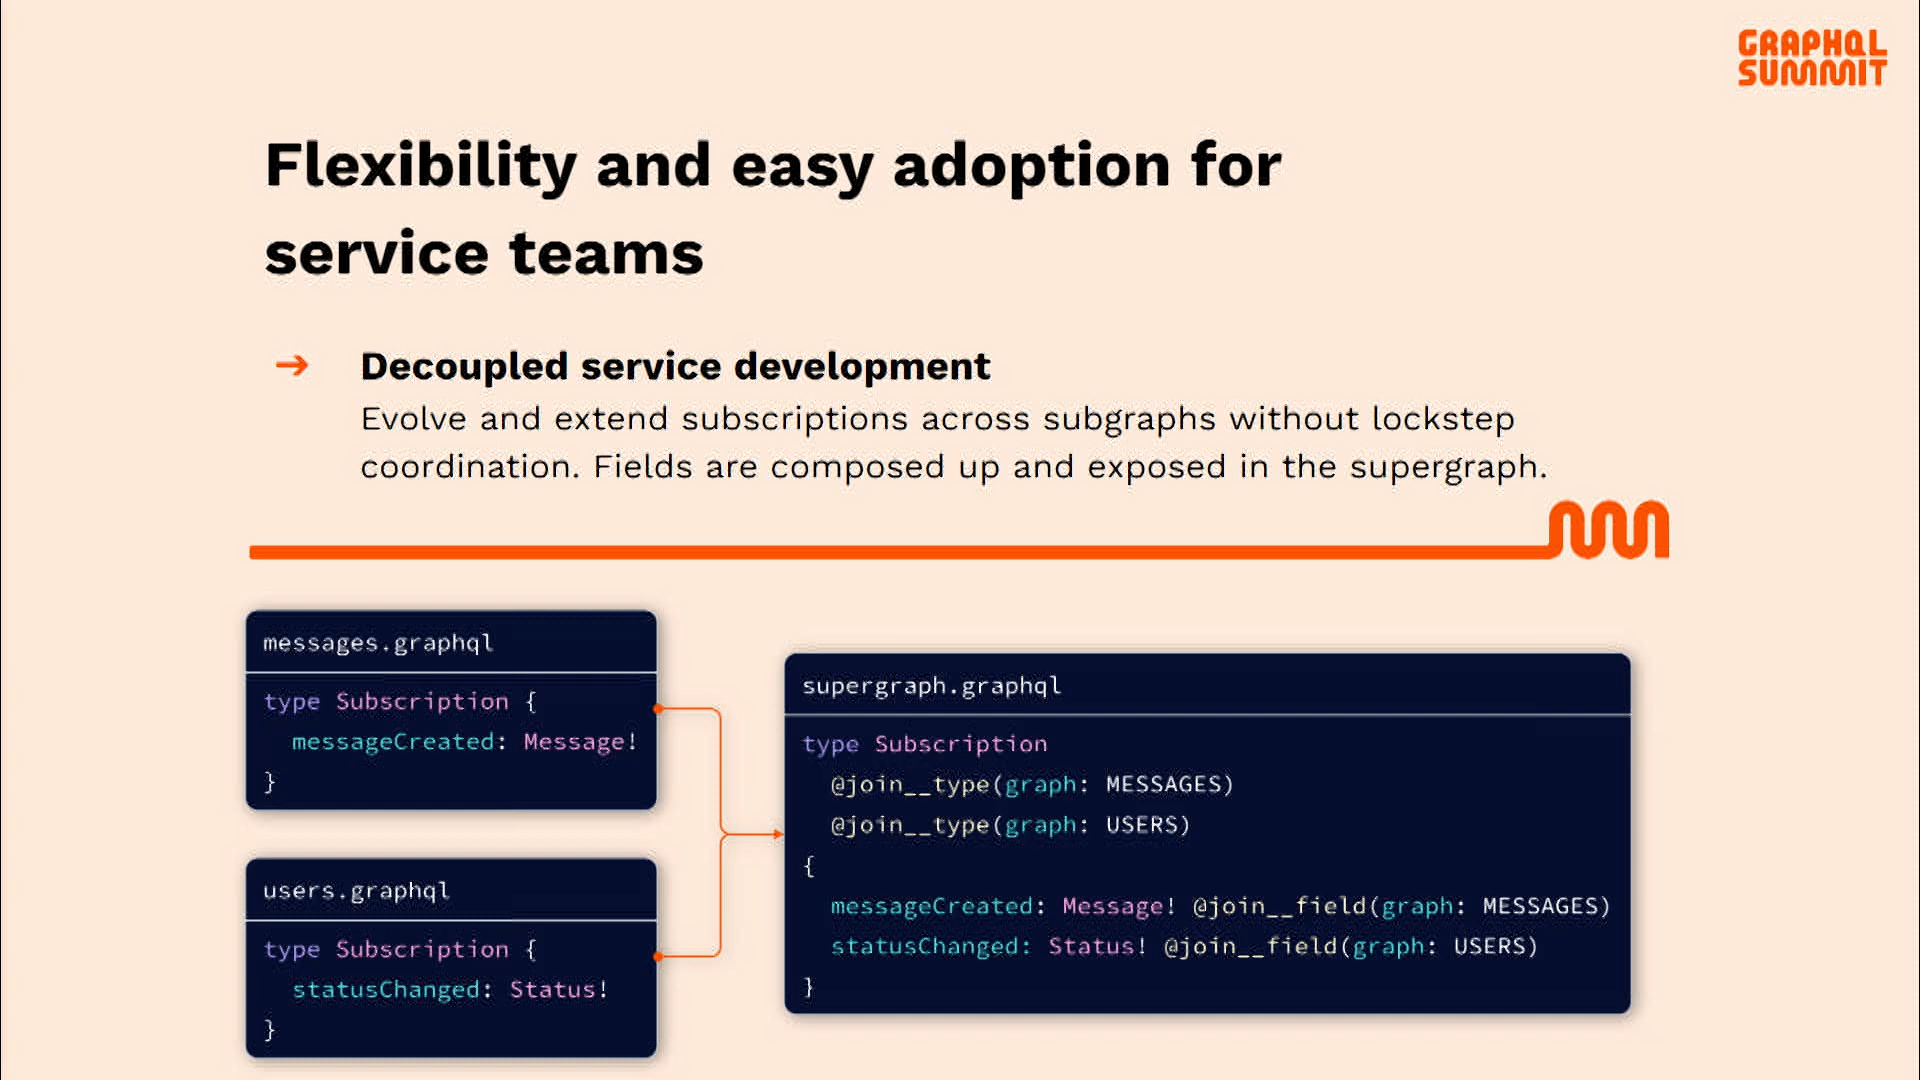 GRAPHQL
SUMMIT
Flexibility and easy adoption for
service teams
→ Decoupled service development
Evolve and extend subscriptions across subgraphs without lockstep
coordination. Fields are composed up and exposed in the supergraph.
messages.graphql
type Subscription {
  messageCreated: Message!
}
users.graphql
type Subscription {
  statusChanged: Status!
}
supergraph.graphql
type Subscription
  @join__type(graph: MESSAGES)
  @join__type(graph: USERS)
{
  messageCreated: Message! @join__field(graph: MESSAGES)
  statusChanged: Status! @join__field(graph: USERS)
}